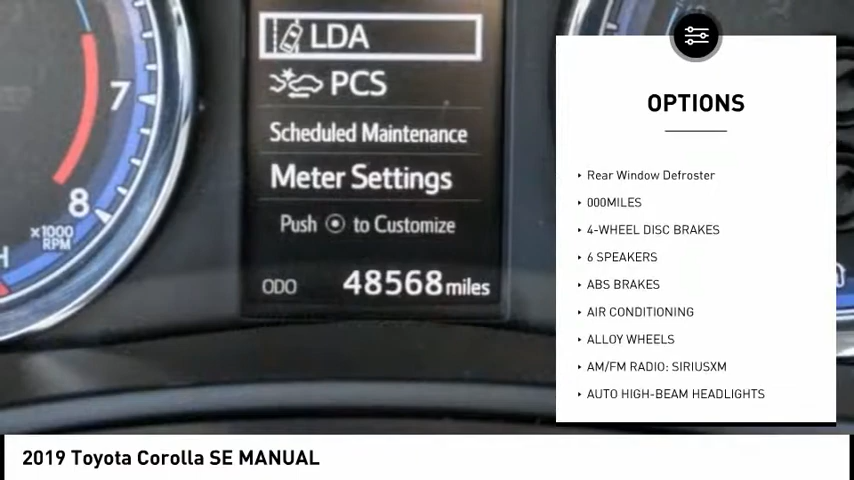 LDA
PCS
Scheduled Maintenance
Meter Settings
Push to Customize
ODO 48568 miles
7
8
x1000
RPM
H
OPTIONS
Rear Window Defroster
000MILES
4-WHEEL DISC BRAKES
6 SPEAKERS
ABS BRAKES
AIR CONDITIONING
ALLOY WHEELS
AM/FM RADIO: SIRIUSXM
AUTO HIGH-BEAM HEADLIGHTS
2019 Toyota Corolla SE MANUAL